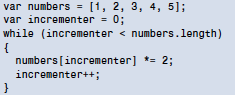 var numbers = [1, 2, 3, 4, 5];
var incrementer = 0;
while (incrementer < numbers.length)
{
  numbers[incrementer] *= 2;
  incrementer++;
}